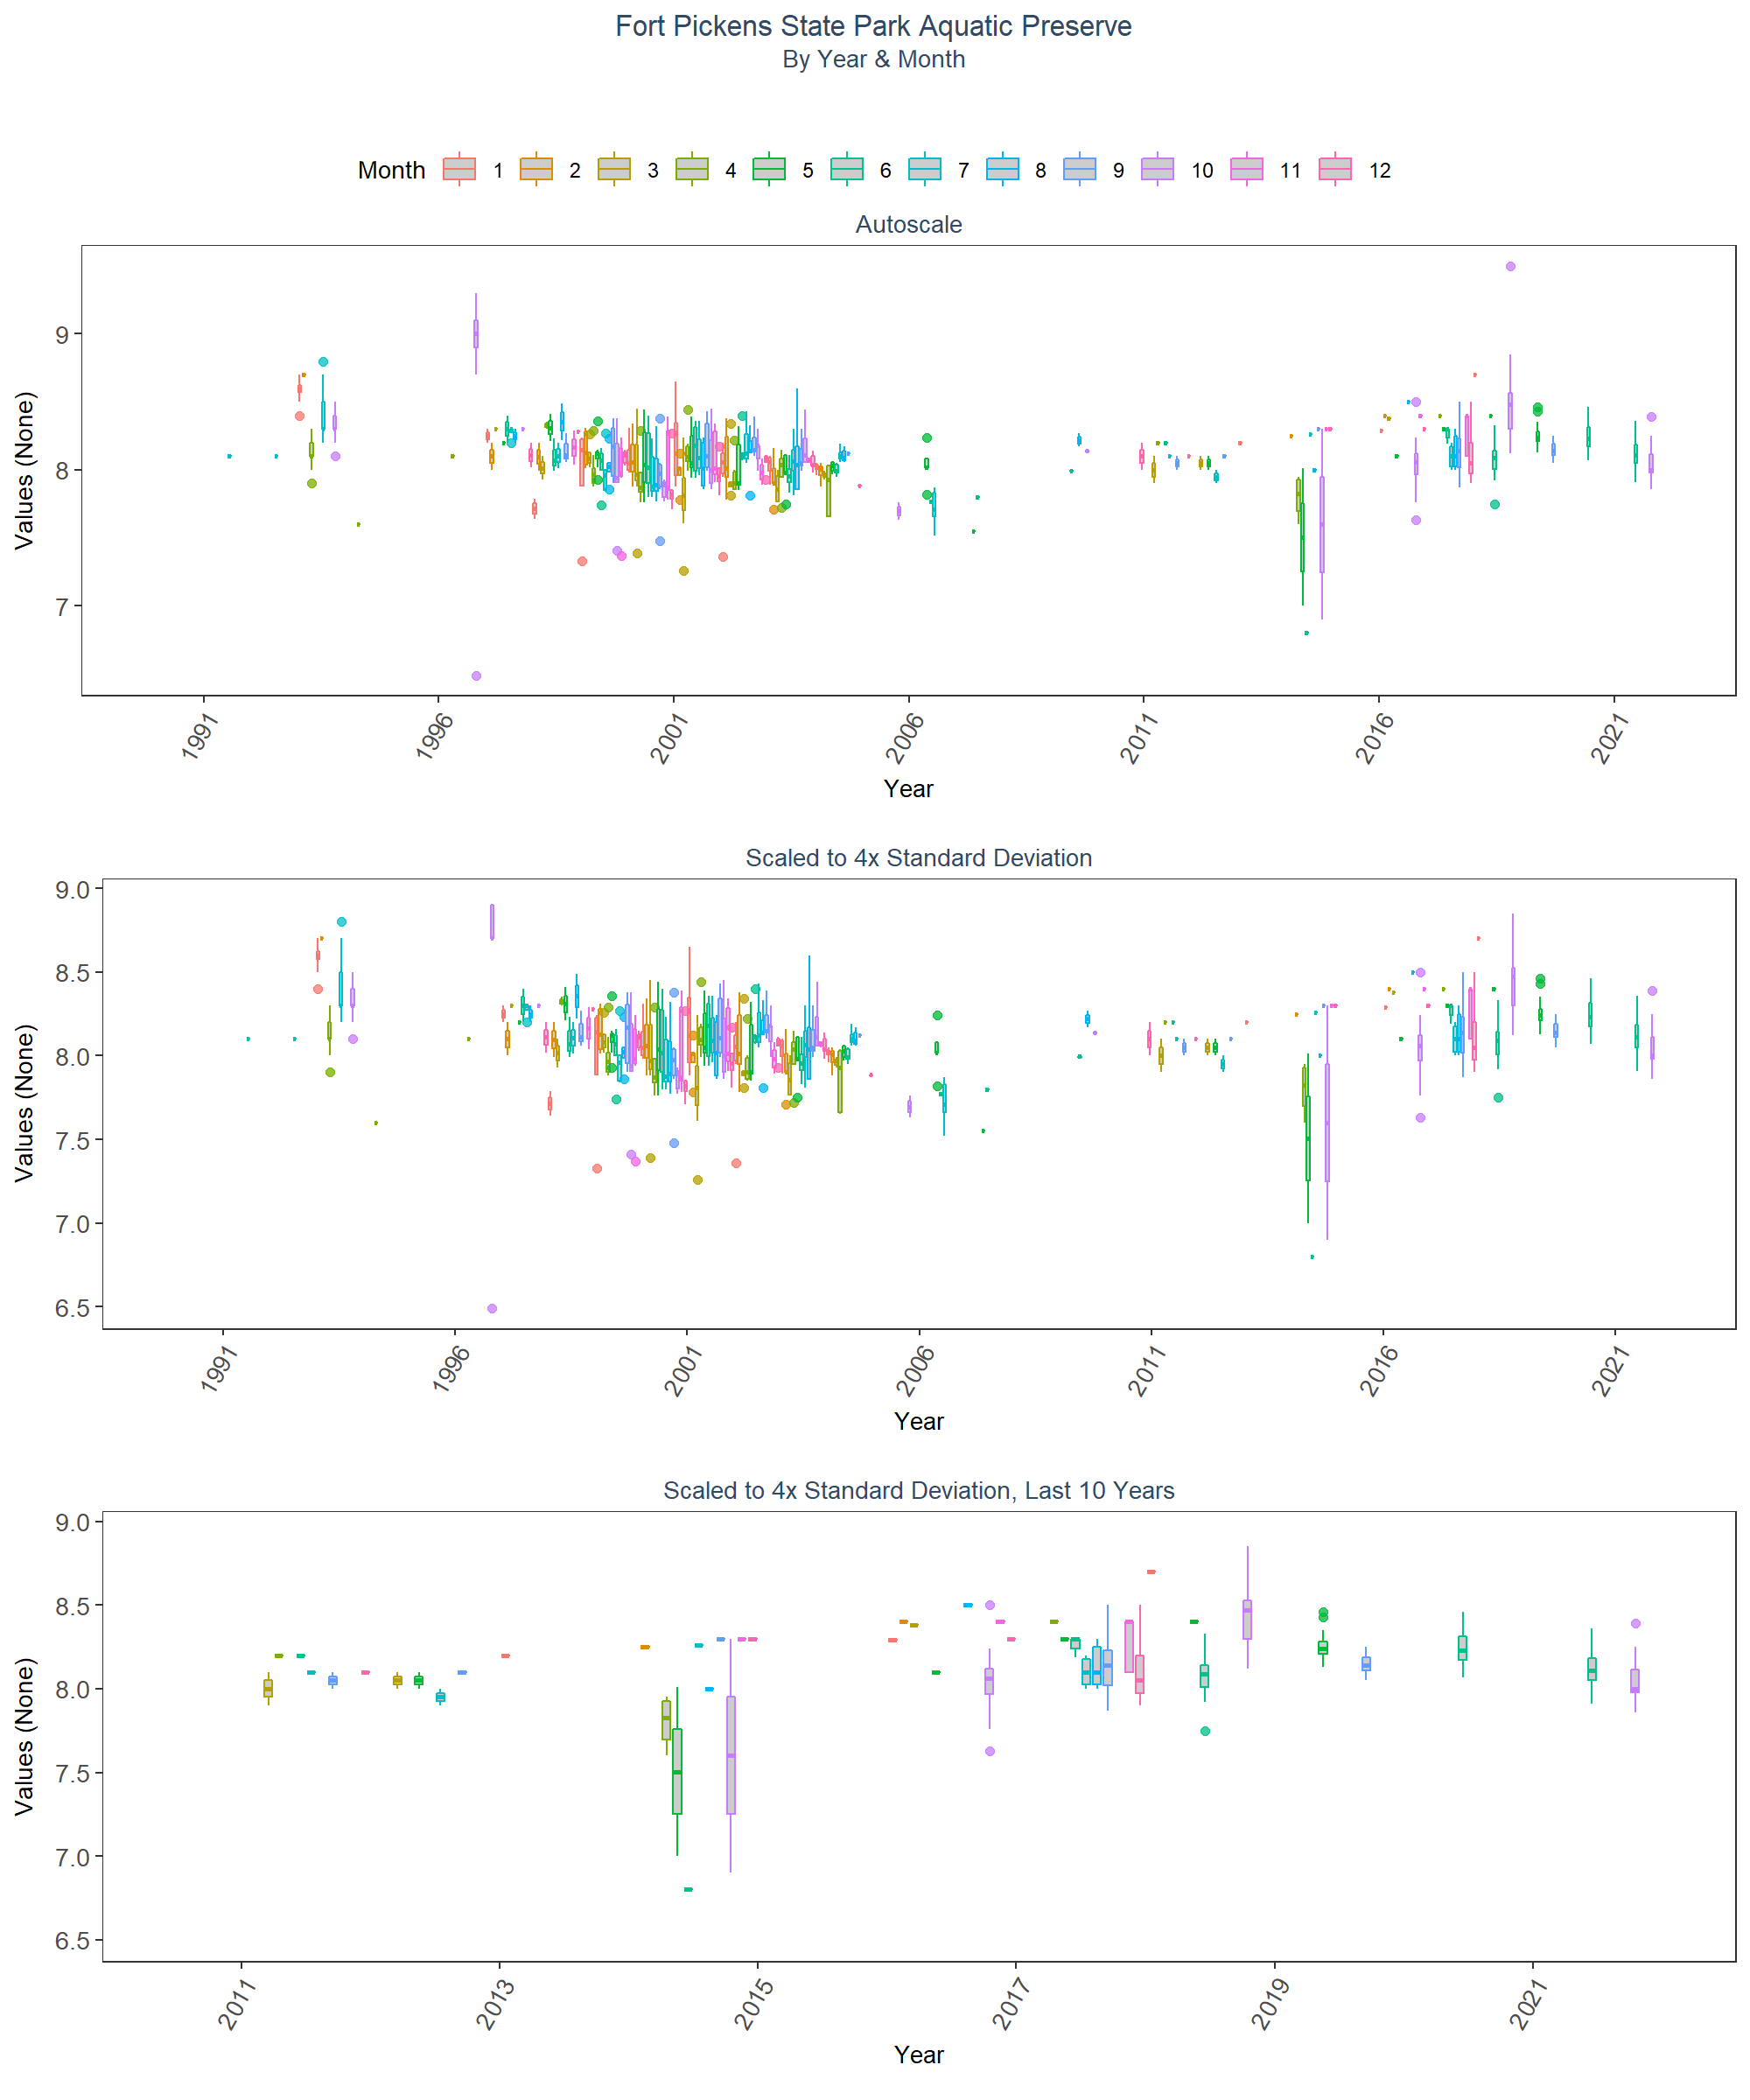 Fort Pickens State Park Aquatic Preserve
By Year & Month
Month 1 2 3 4 5 6 7 8 9 10 11 12
Autoscale
Values (None)
9
8
7
1991 1996 2001 2006 2011 2016 2021
Year
Scaled to 4x Standard Deviation
Values (None)
9.0
8.5
8.0
7.5
7.0
6.5
1991 1996 2001 2006 2011 2016 2021
Year
Scaled to 4x Standard Deviation, Last 10 Years
Values (None)
9.0
8.5
8.0
7.5
7.0
6.5
2011 2013 2015 2017 2019 2021
Year